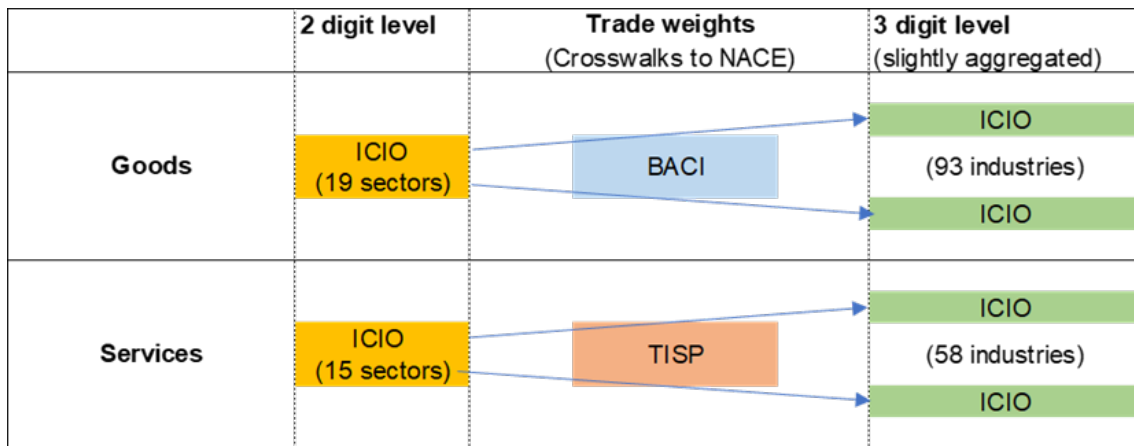 2 digit level
Trade weights
(Crosswalks to NACE)
3 digit level
(slightly aggregated)
Goods
ICIO
(19 sectors)
BACI
ICIO
(93 industries)
ICIO
Services
ICIO
(15 sectors)
TISP
ICIO
(58 industries)
ICIO